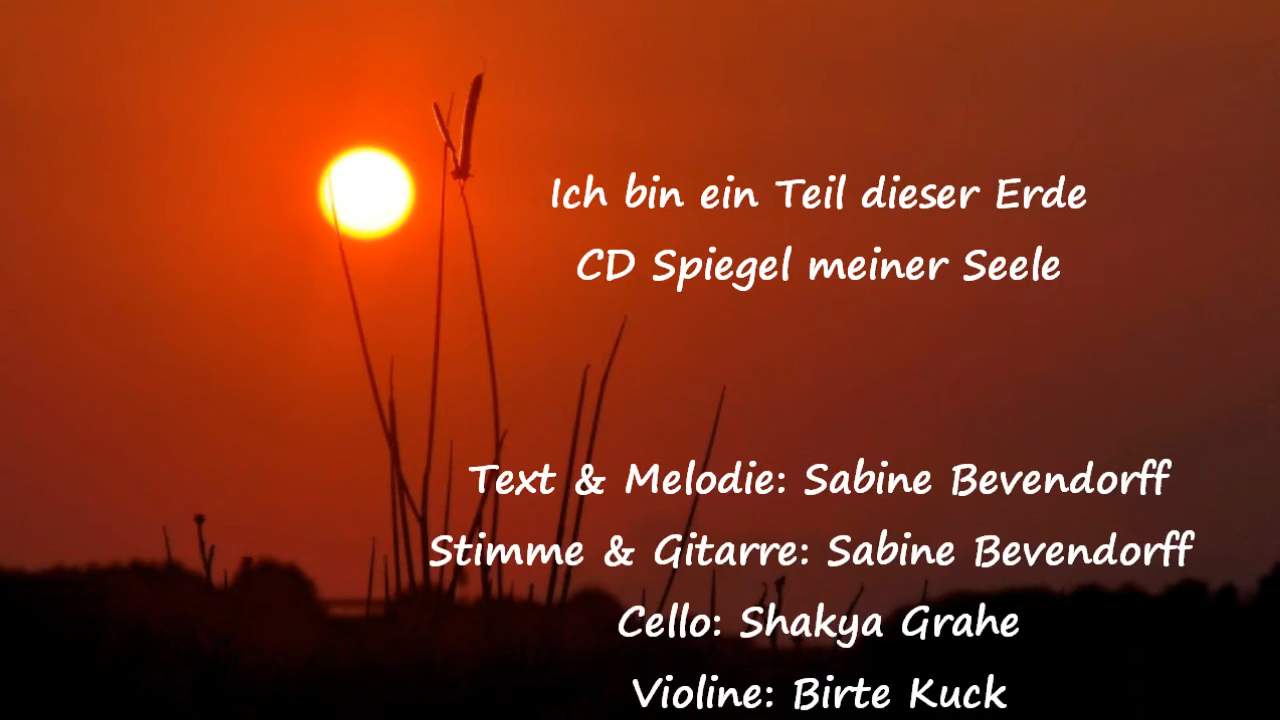 Ich bin ein Teil dieser Erde
CD Spiegel meiner Seele
Text & Melodie: Sabine Bevendorff
Stimme & Gitarre: Sabine Bevendorff
Cello: Shakya Grahe
Violine: Birte Kuck